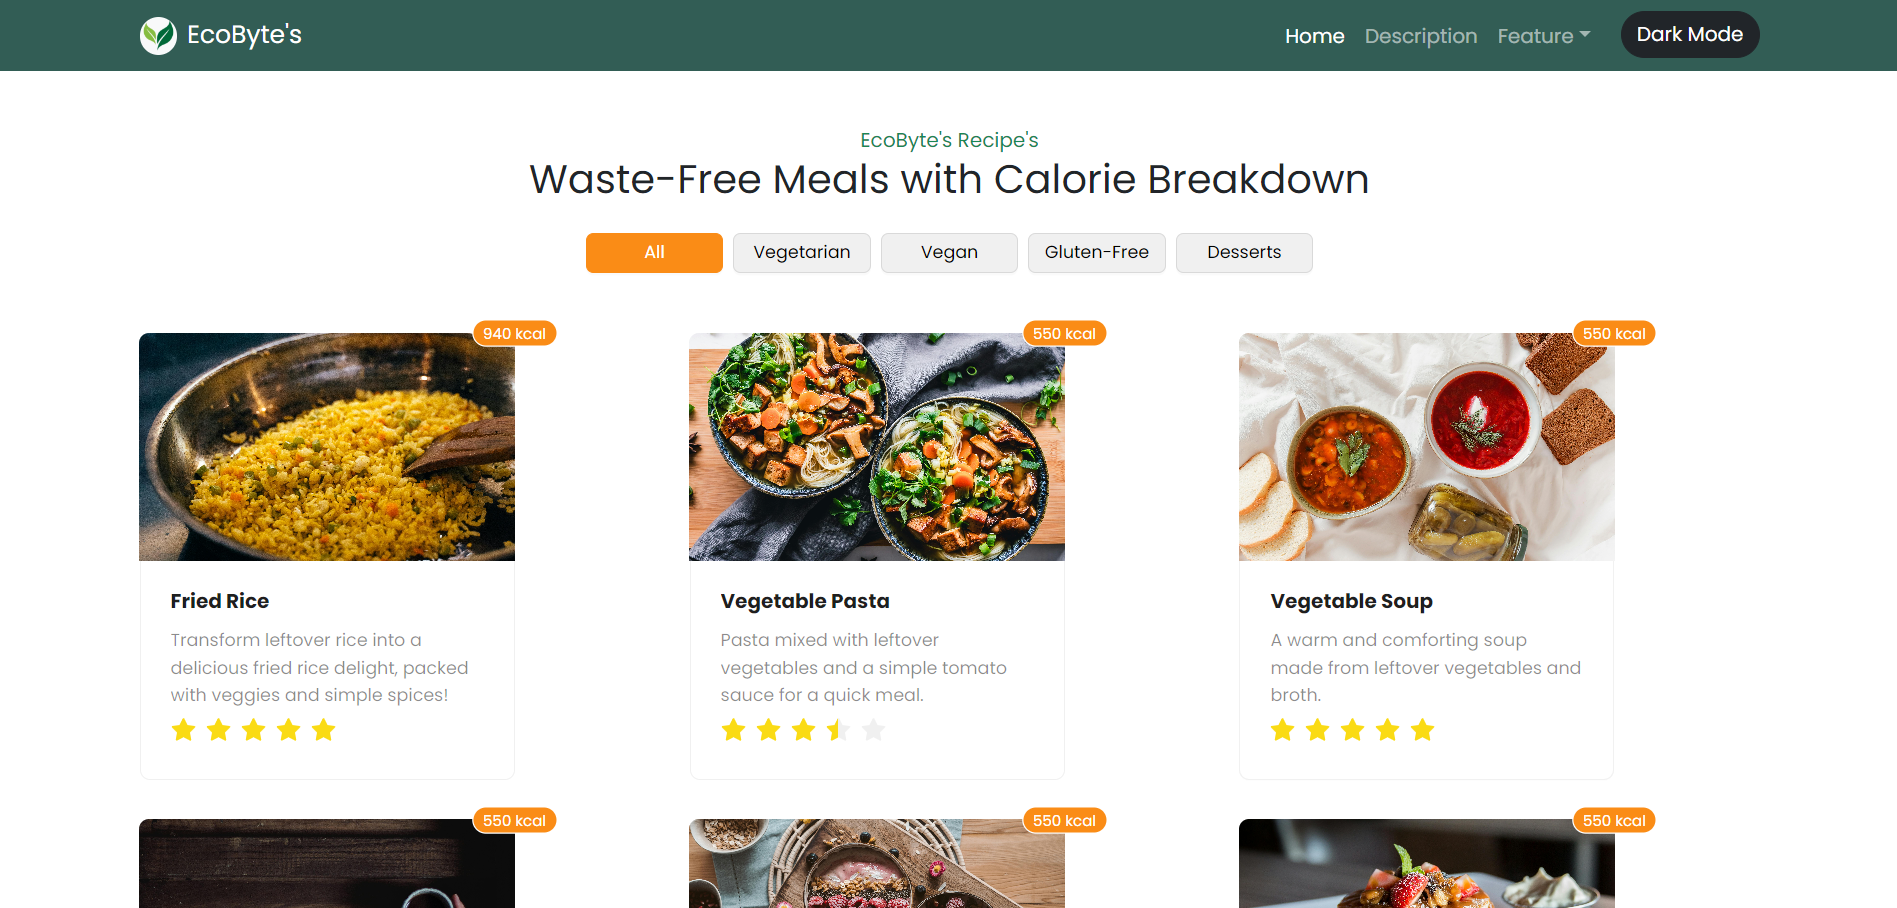 EcoByte's
Home
Description
Feature
Dark Mode
EcoByte's Recipe's
Waste-Free Meals with Calorie Breakdown
All
Vegetarian
Vegan
Gluten-Free
Desserts
940 kcal
550 kcal
550 kcal
Fried Rice
Transform leftover rice into a
delicious fried rice delight, packed
with veggies and simple spices!
Vegetable Pasta
Pasta mixed with leftover
vegetables and a simple tomato
sauce for a quick meal.
Vegetable Soup
A warm and comforting soup
made from leftover vegetables and
broth.
550 kcal
550 kcal
550 kcal